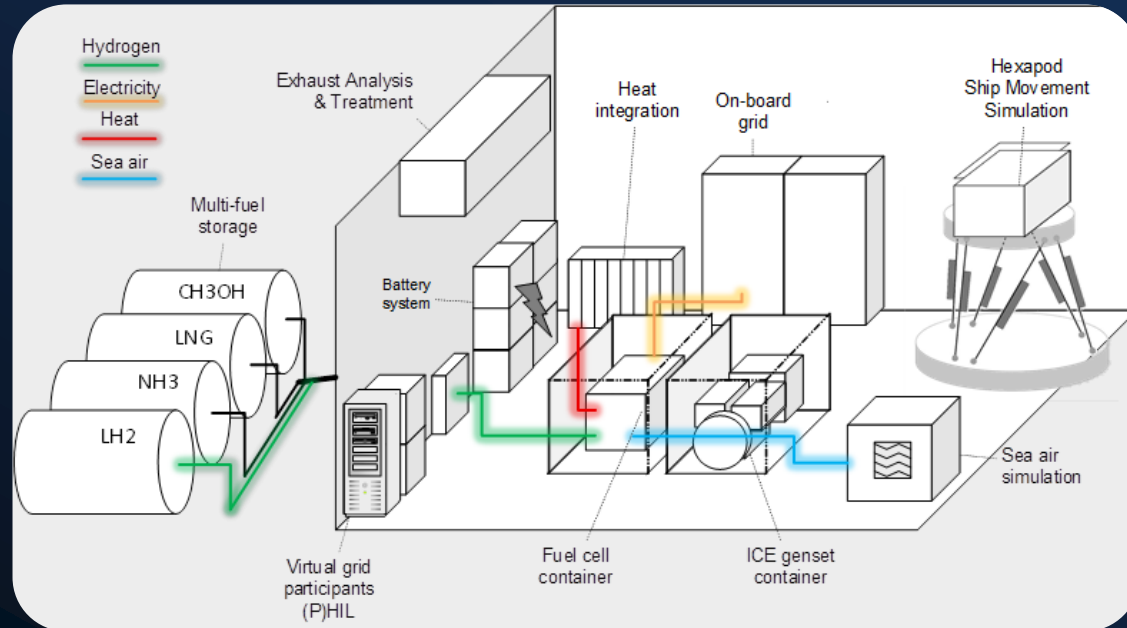 Hydrogen
Electricity
Heat
Sea air
Exhaust Analysis
& Treatment
Heat
integration
On-board
grid
Hexapod
Ship Movement
Simulation
Multi-fuel
storage
Battery
system
CH3OH
LNG
NH3
LH2
Sea air
simulation
Virtual grid
participants
(P)HIL
Fuel cell
container
ICE genset
container